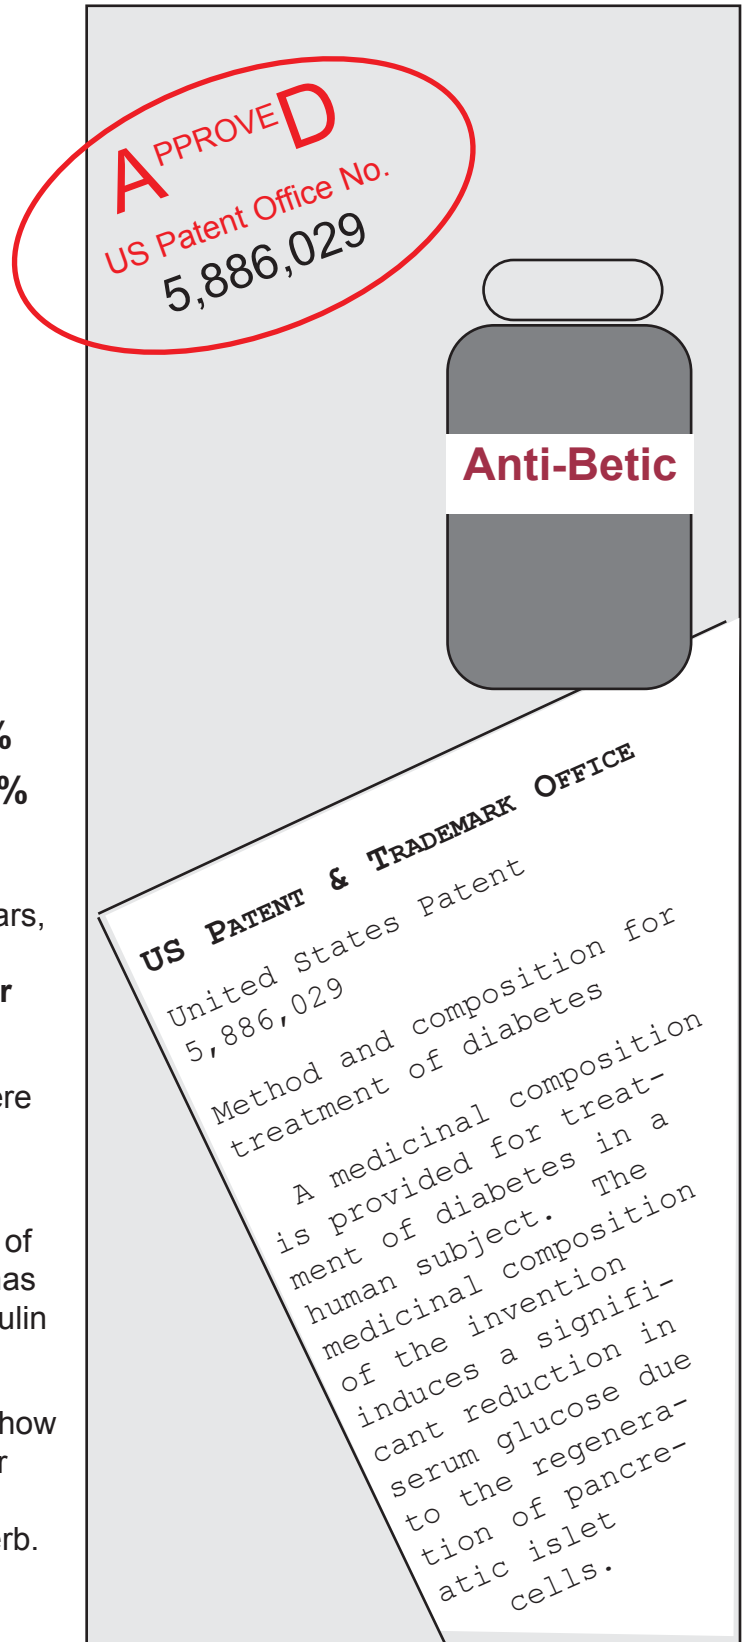 APPROVED
US Patent Office No.
5,886,029
Anti-Betic
%
%
of
how
US PATENT & TRADEMARK OFFICE
United States Patent
5,886,029
Method and composition for
treatment of diabetes
A medicinal composition
is provided for treat-
ment of diabetes in a
human subject. The
medicinal composition
of the invention
induces a signifi-
cant reduction in
serum glucose due
to the regenera-
tion of pancre-
atic islet
cells.